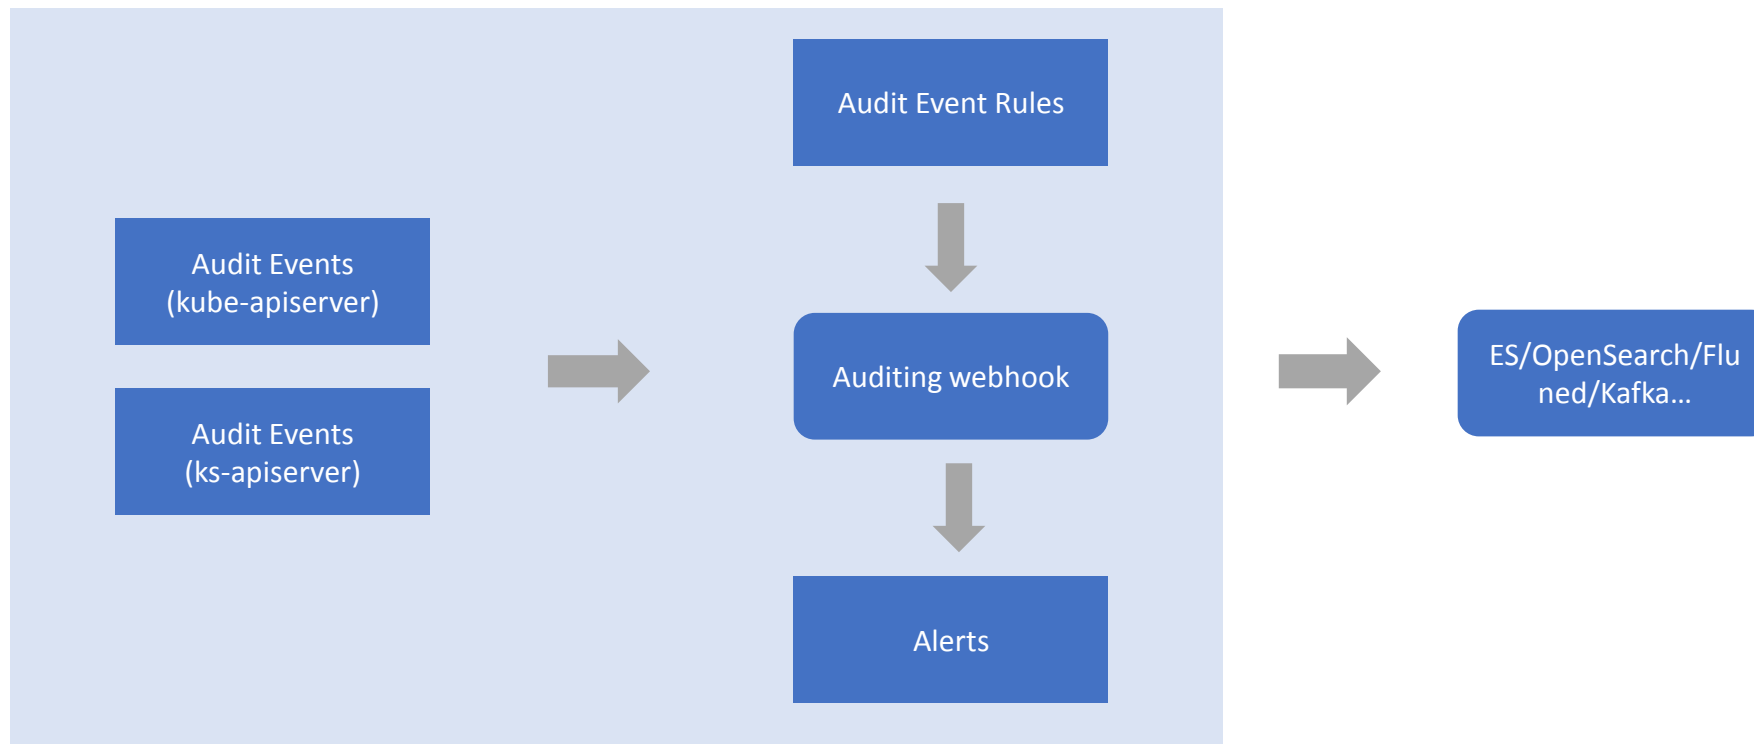 Audit Event Rules
Audit Events
(kube-apiserver)
Auditing webhook
ES/OpenSearch/Flu
ned/Kafka...
Audit Events
(ks-apiserver)
Alerts